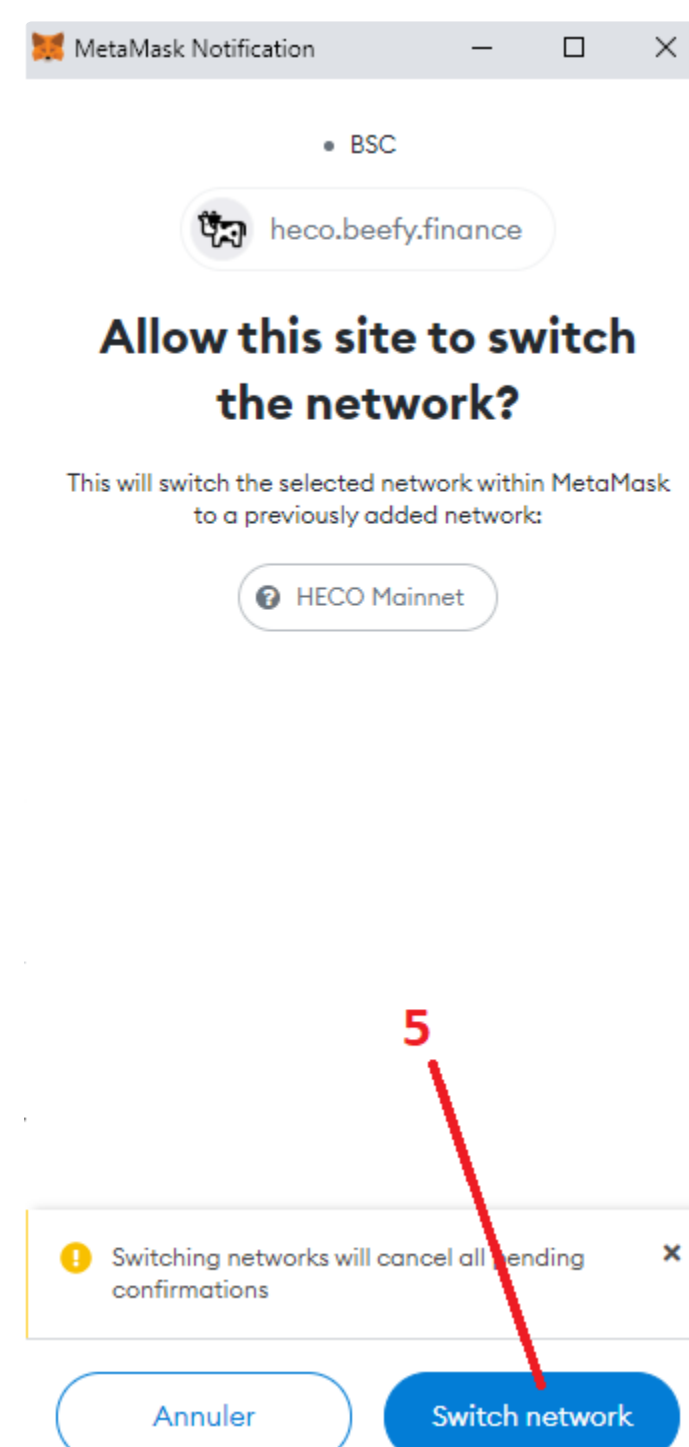 MetaMask Notification
BSC
heco.beefy.finance
Allow this site to switch
the network?
This will switch the selected network within MetaMask
to a previously added network:
HECO Mainnet
5
Switching networks will cancel all pending
confirmations
Annuler
Switch network